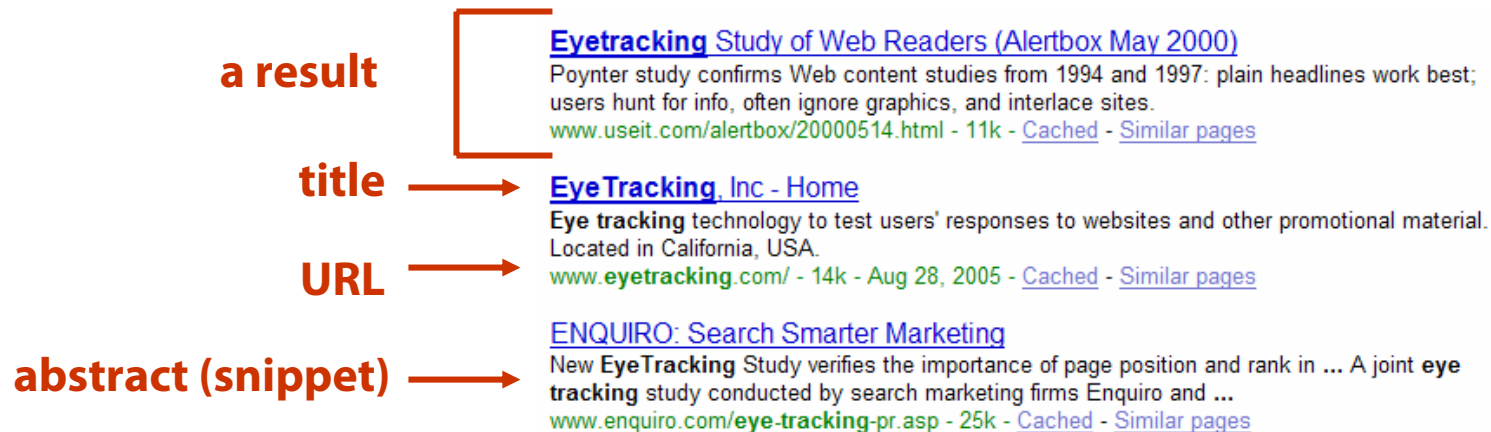 a result
Eyetracking Study of Web Readers (Alertbox May 2000)
Poynter study confirms Web content studies from 1994 and 1997: plain headlines work best;
users hunt for info, often ignore graphics, and interlace sites.
www.useit.com/alertbox/20000514.html - 11k - Cached - Similar pages
title
EyeTracking, Inc - Home
Eye tracking technology to test users' responses to websites and other promotional material.
Located in California, USA.
URL
www.eyetracking.com/ - 14k - Aug 28, 2005 - Cached - Similar pages
ENQUIRO: Search Smarter Marketing
abstract (snippet)
New EyeTracking Study verifies the importance of page position and rank in ... A joint eye
tracking study conducted by search marketing firms Enquiro and ...
www.enquiro.com/eye-tracking-pr.asp - 25k - Cached - Similar pages